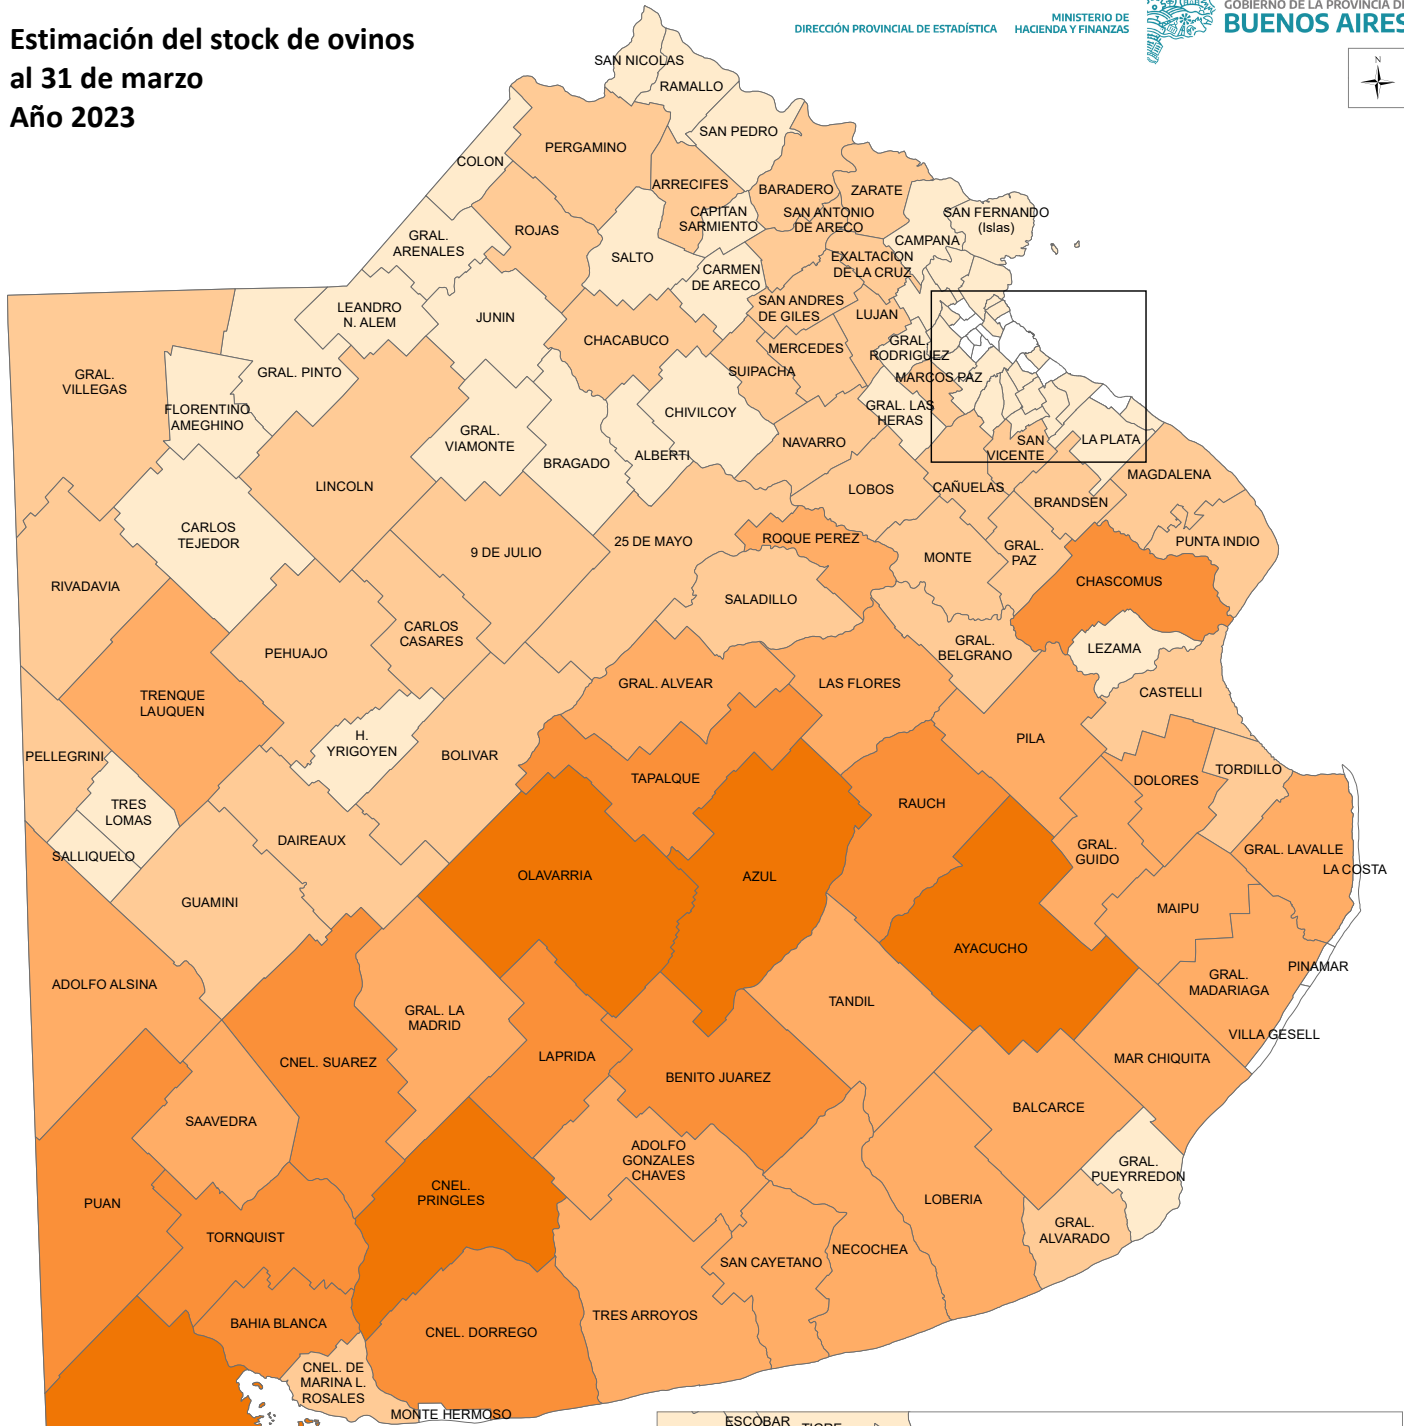 Estimación del stock de ovinos
al 31 de marzo
Año 2023
DIRECCIÓN PROVINCIAL DE ESTADÍSTICA
MINISTERIO DE
HACIENDA Y FINANZAS
GOBIERNO DE LA PROVINCIA DE
BUENOS AIRES
N
SAN NICOLAS
RAMALLO
SAN PEDRO
PERGAMINO
COLON
ARRECIFES
BARADERO
ZARATE
CAPITAN
SARMIENTO
SAN ANTONIO
DE ARECO
SAN FERNANDO
(Islas)
ROJAS
GRAL.
ARENALES
SALTO
CAMPANA
EXALTACION
DE LA CRUZ
CARMEN
DE ARECO
LEANDRO
N. ALEM
JUNIN
SAN ANDRES
DE GILES
LUJAN
CHACABUCO
MERCEDES
GRAL.
RODRIGUEZ
GRAL.
VILLEGAS
GRAL. PINTO
SUIPACHA
MARCOS PAZ
FLORENTINO
AMEGHINO
CHIVILCOY
GRAL. LAS
HERAS
GRAL.
VIAMONTE
NAVARRO
SAN
VICENTE
LA PLATA
BRAGADO
ALBERTI
LINCOLN
LOBOS
CAÑUELAS
MAGDALENA
BRANDSEN
CARLOS
TEJEDOR
9 DE JULIO
25 DE MAYO
ROQUE PEREZ
MONTE
GRAL.
PAZ
PUNTA INDIO
RIVADAVIA
SALADILLO
CHASCOMUS
CARLOS
CASARES
PEHUAJO
GRAL.
BELGRANO
LEZAMA
TRENQUE
LAUQUEN
GRAL. ALVEAR
LAS FLORES
CASTELLI
H.
YRIGOYEN
PELLEGRINI
BOLIVAR
PILA
TAPALQUE
DOLORES
TORDILLO
TRES
LOMAS
RAUCH
SALLIQUELO
DAIREAUX
GRAL.
GUIDO
GRAL. LAVALLE
LA COSTA
OLAVARRIA
AZUL
GUAMINI
MAIPU
AYACUCHO
ADOLFO ALSINA
PINAMAR
GRAL.
MADARIAGA
GRAL. LA
MADRID
TANDIL
VILLA GESELL
CNEL. SUAREZ
LAPRIDA
MAR CHIQUITA
BENITO JUAREZ
BALCARCE
SAAVEDRA
ADOLFO
GONZALES
CHAVES
GRAL.
PUEYRREDON
PUAN
CNEL.
PRINGLES
LOBERIA
GRAL.
ALVARADO
TORNQUIST
NECOCHEA
SAN CAYETANO
TRES ARROYOS
BAHIA BLANCA
CNEL. DORREGO
CNEL. DE
MARINA L.
ROSALES
MONTE HERMOSO
ESCOBAR
TIGRE